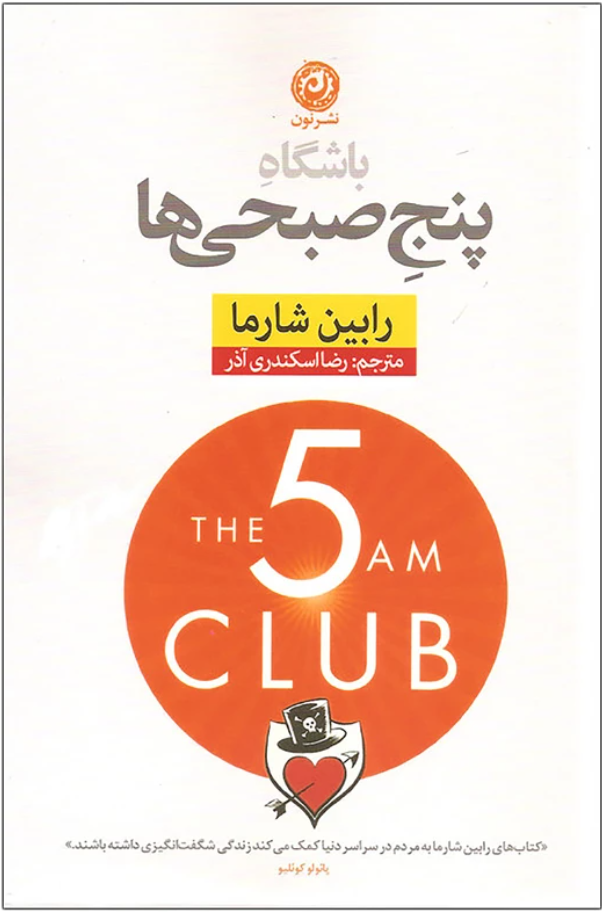 نشر نون
باشگاهِ
پنجِ صبحی‌ها
رابین شارما
مترجم: رضا اسکندری آذر
THE 5 AM
CLUB
«کتاب‌های رابین شارما به مردم در سراسر دنیا کمک می‌کند زندگی شگفت‌انگیزی داشته باشند.»
پائولو کوئلیو